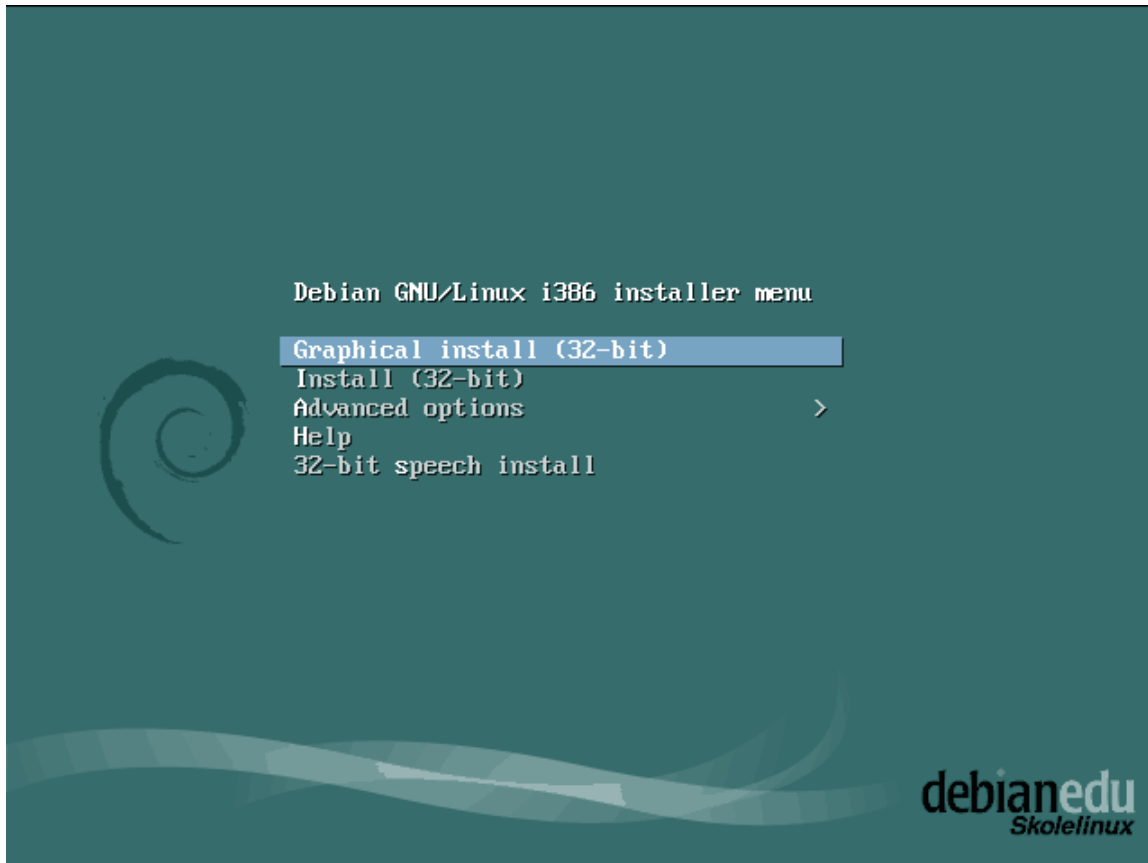 Debian GNU/Linux i386 installer menu
Graphical install (32-bit)
Install (32-bit)
Advanced options >
Help
32-bit speech install
debianedu
Skolelinux